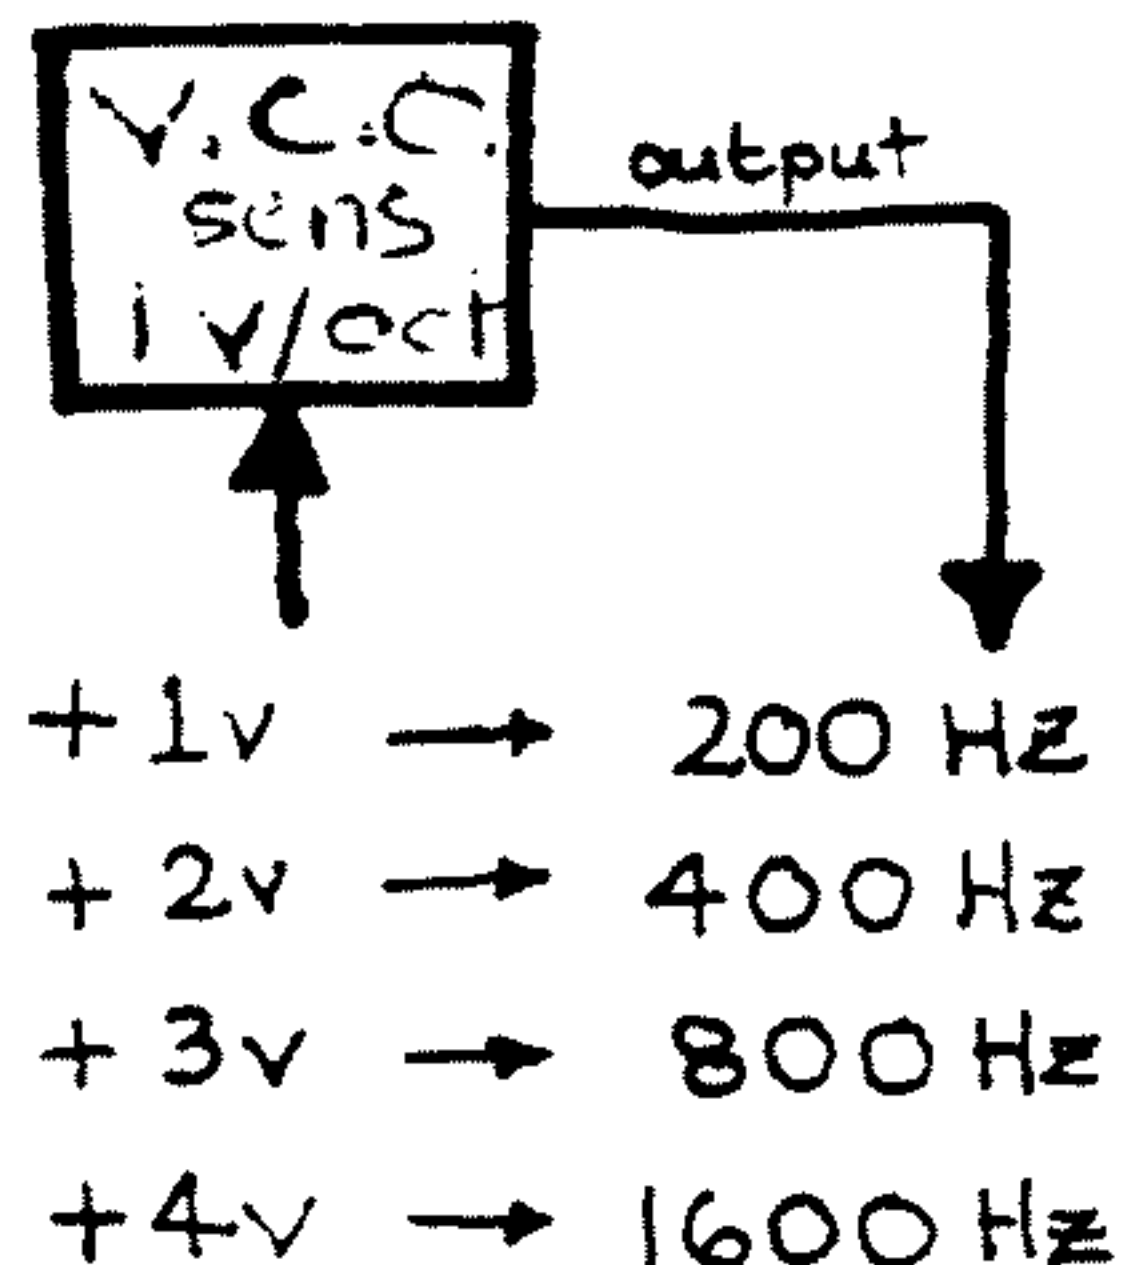 V.C.O.
sens
1 v/oct
output
+ 1v → 200 Hz
+ 2v → 400 Hz
+ 3v → 800 Hz
+ 4v → 1600 Hz